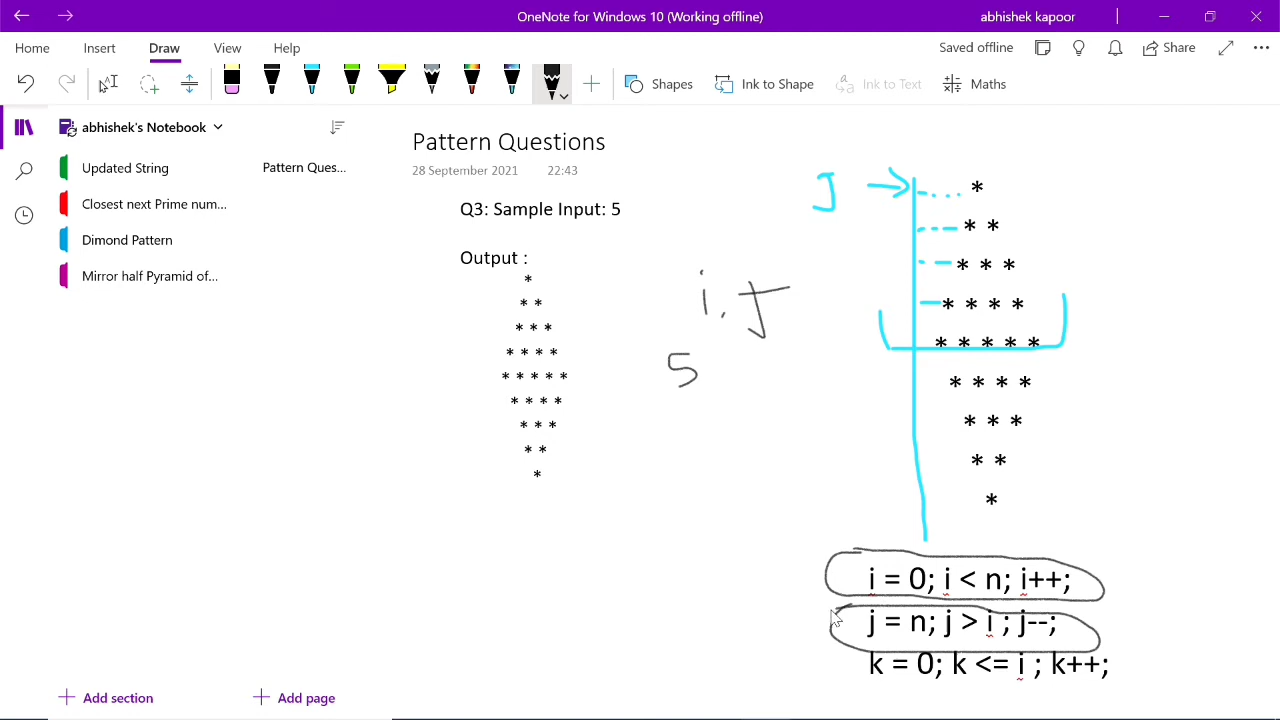 OneNote for Windows 10 (Working offline)
abhishek kapoor
Home Insert Draw View Help
Saved offline Share
Shapes Ink to Shape Ink to Text Maths
abhishek's Notebook
Updated String
Closest next Prime num...
Dimond Pattern
Mirror half Pyramid of...
Pattern Ques...
Pattern Questions
28 September 2021 22:43
Q3: Sample Input: 5
Output :
*
* *
* * *
* * * *
* * * * *
* * * *
* * *
* *
*
i, J
5
J
*
* *
* * *
* * * *
* * * * *
* * * *
* * *
* *
*
i = 0; i < n; i++;
j = n; j > i ; j--;
k = 0; k <= i ; k++;
Add section
Add page